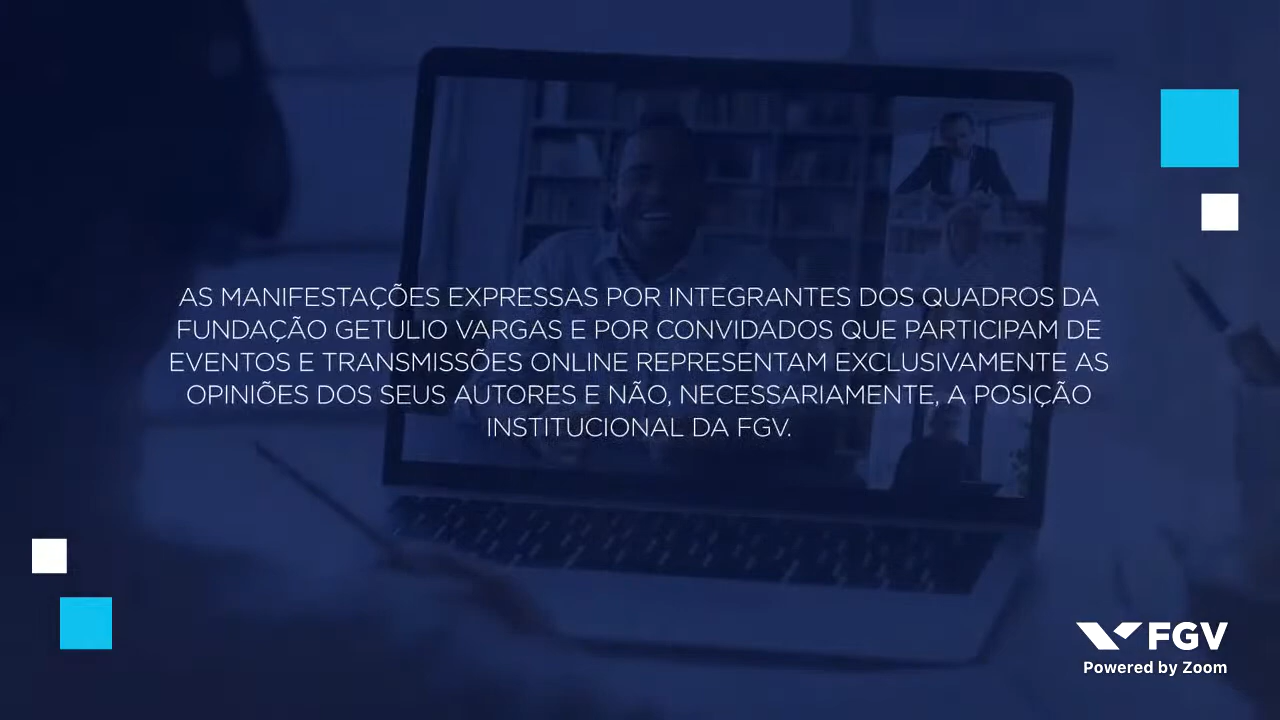 AS MANIFESTAÇÕES EXPRESSAS POR INTEGRANTES DOS QUADROS DA
FUNDAÇÃO GETULIO VARGAS E POR CONVIDADOS QUE PARTICIPAM DE
EVENTOS E TRANSMISSÕES ONLINE REPRESENTAM EXCLUSIVAMENTE AS
OPINIÕES DOS SEUS AUTORES E NÃO, NECESSARIAMENTE, A POSIÇÃO
INSTITUCIONAL DA FGV.
FGV
Powered by Zoom